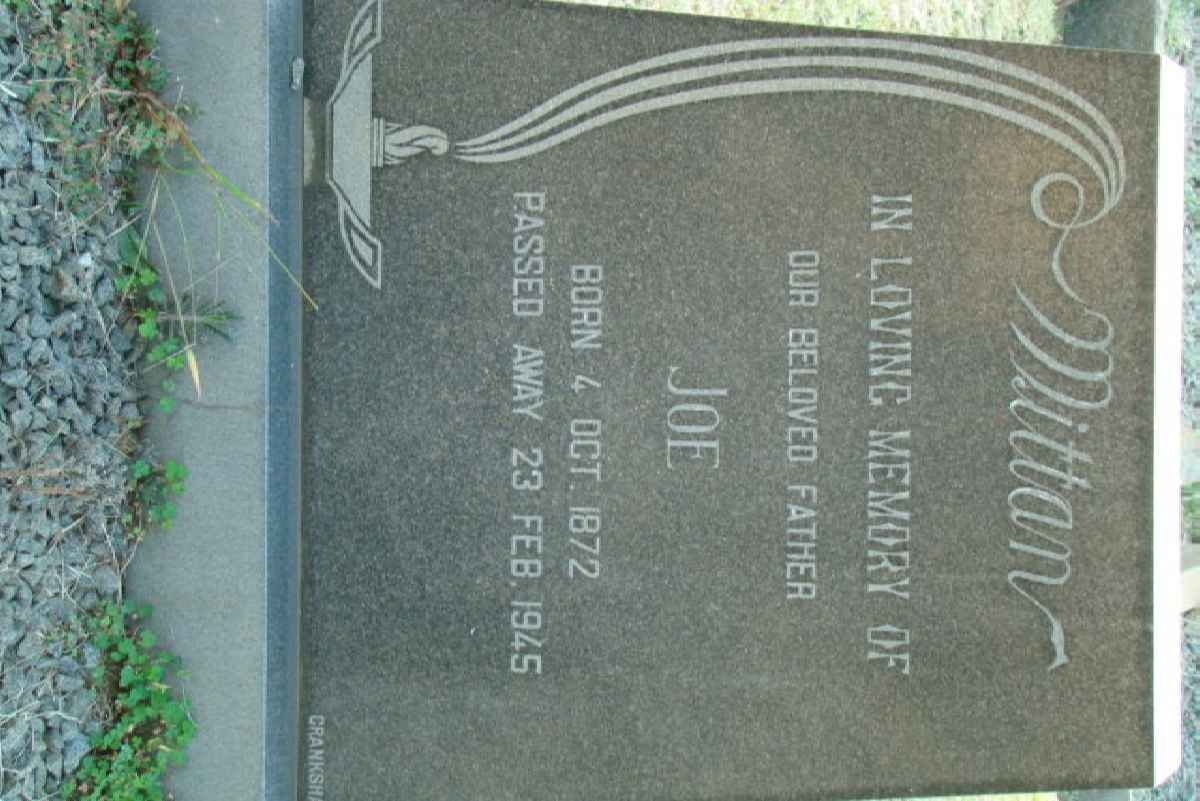 Mittan
IN LOVING MEMORY OF
OUR BELOVED FATHER
JOE
BORN 4 OCT. 1872
PASSED AWAY 23 FEB. 1945